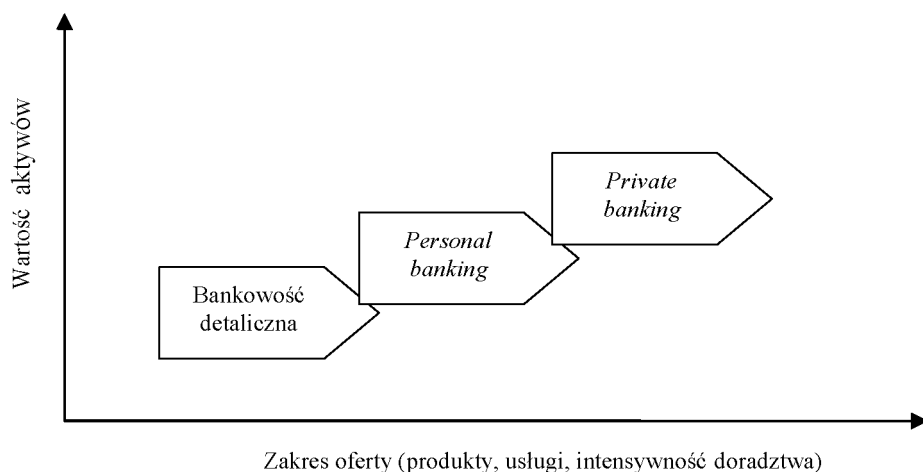 Wartość aktywów
Private
banking
Personal
banking
Bankowość
detaliczna
Zakres oferty (produkty, usługi, intensywność doradztwa)